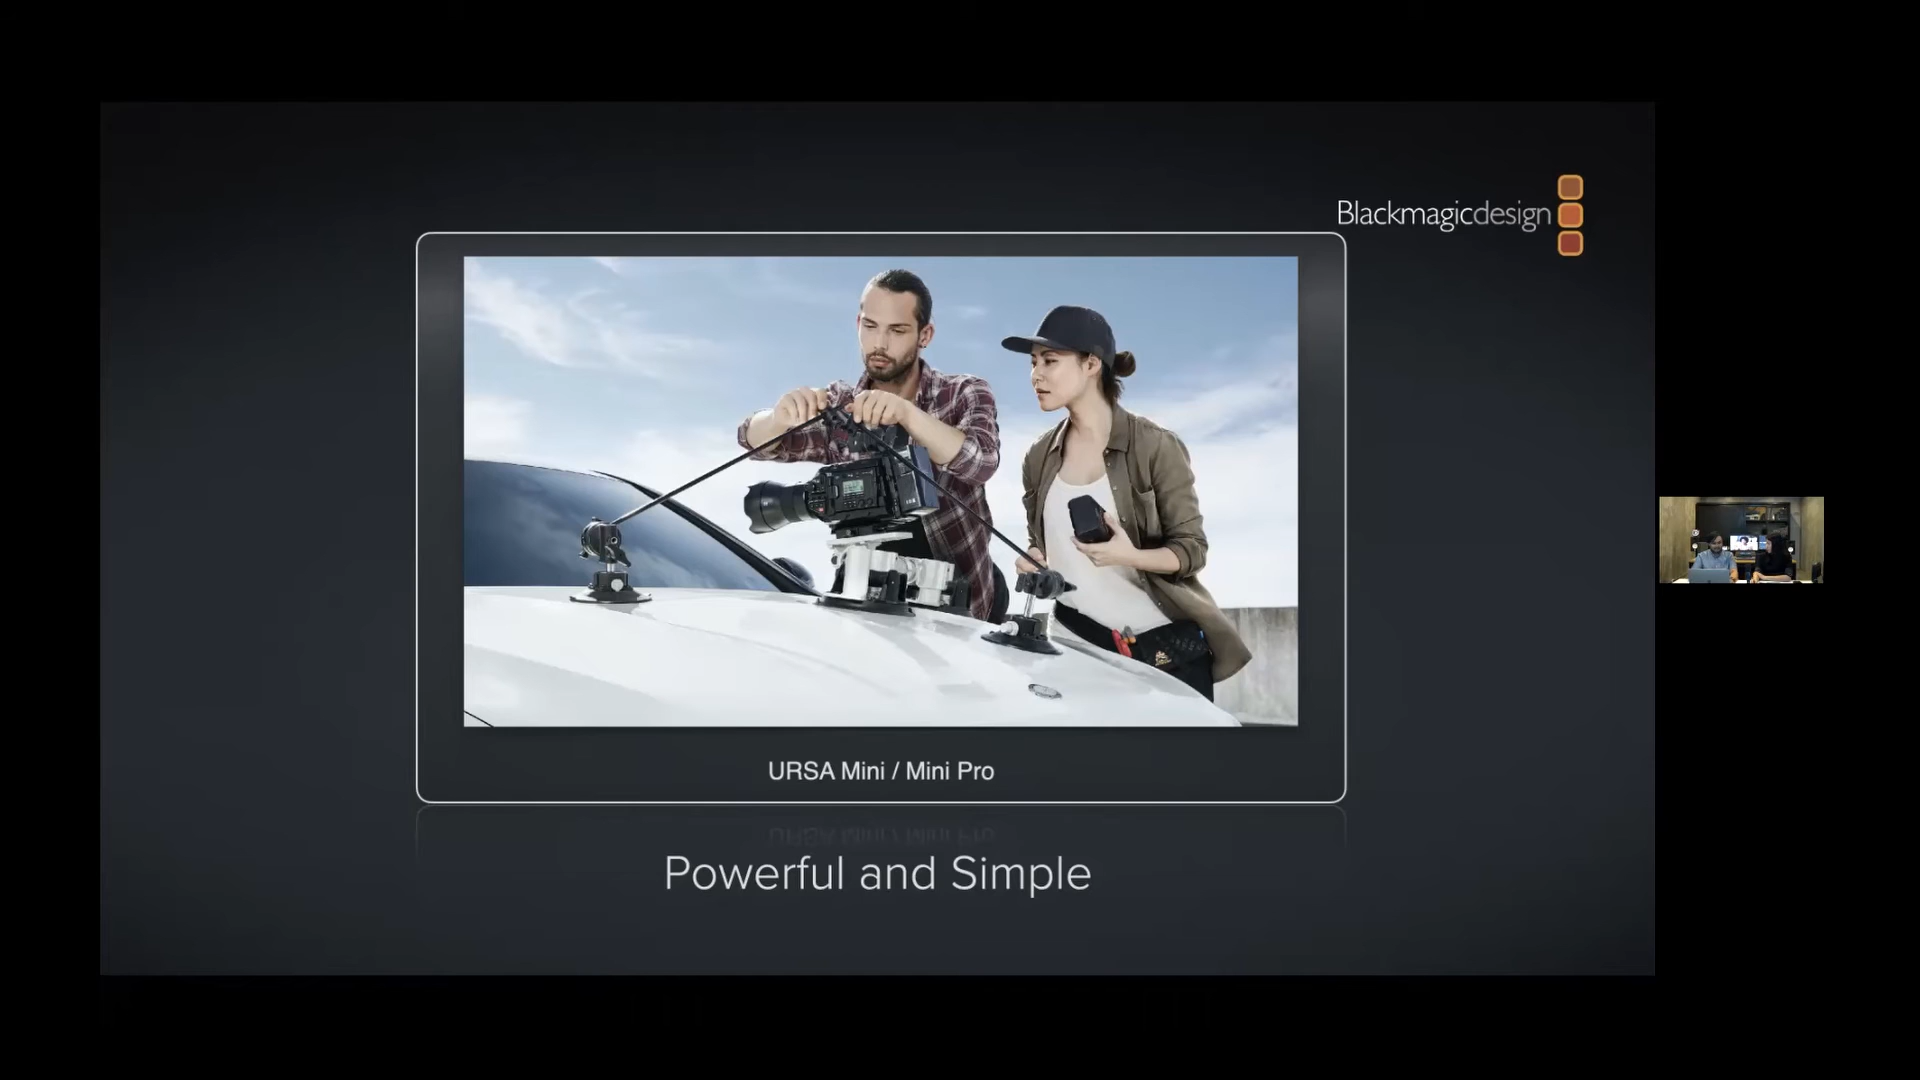 Blackmagicdesign
URSA Mini / Mini Pro
Powerful and Simple